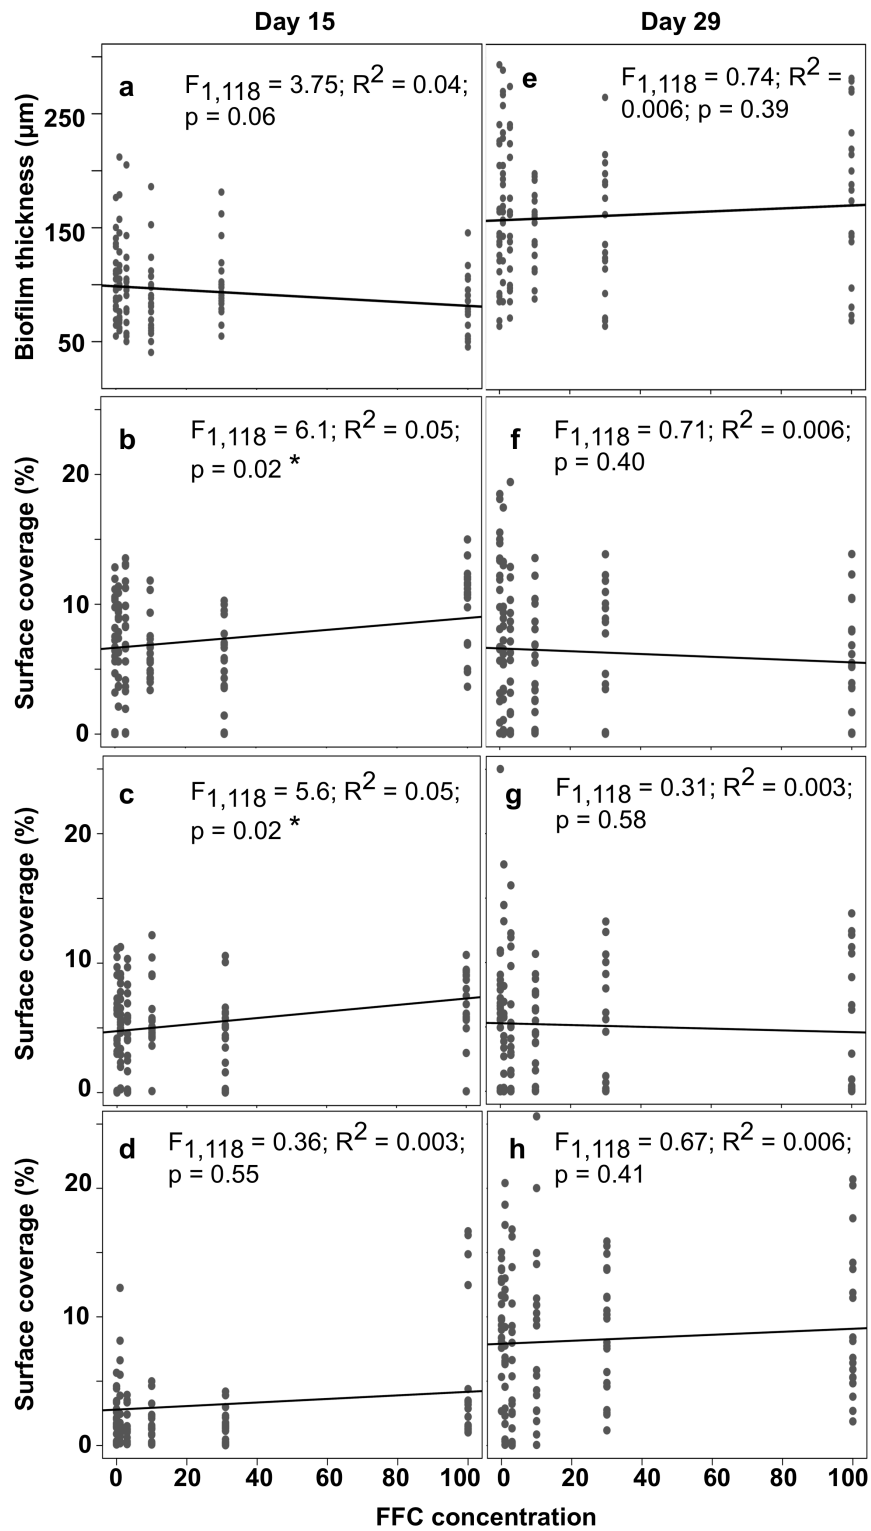 Day 15
Day 29
a
F1,118 = 3.75; R2 = 0.04;
p = 0.06
e
F1,118 = 0.74; R2 =
0.006; p = 0.39
Biofilm thickness (µm)
250
150
50
b
F1,118 = 6.1; R2 = 0.05;
p = 0.02 *
f
F1,118 = 0.71; R2 = 0.006;
p = 0.40
Surface coverage (%)
20
10
0
c
F1,118 = 5.6; R2 = 0.05;
p = 0.02 *
g
F1,118 = 0.31; R2 = 0.003;
p = 0.58
Surface coverage (%)
20
10
0
d
F1,118 = 0.36; R2 = 0.003;
p = 0.55
h
F1,118 = 0.67; R2 = 0.006;
p = 0.41
Surface coverage (%)
20
10
0
0 20 40 60 80 100
0 20 40 60 80 100
FFC concentration